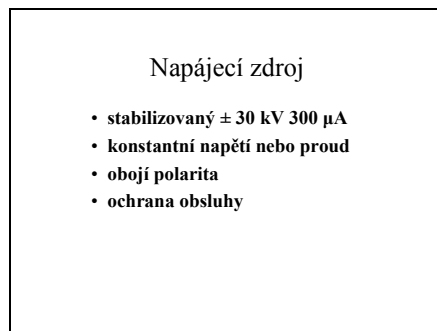 Napájecí zdroj
• stabilizovaný ± 30 kV 300 μA
• konstantní napětí nebo proud
• obojí polarita
• ochrana obsluhy